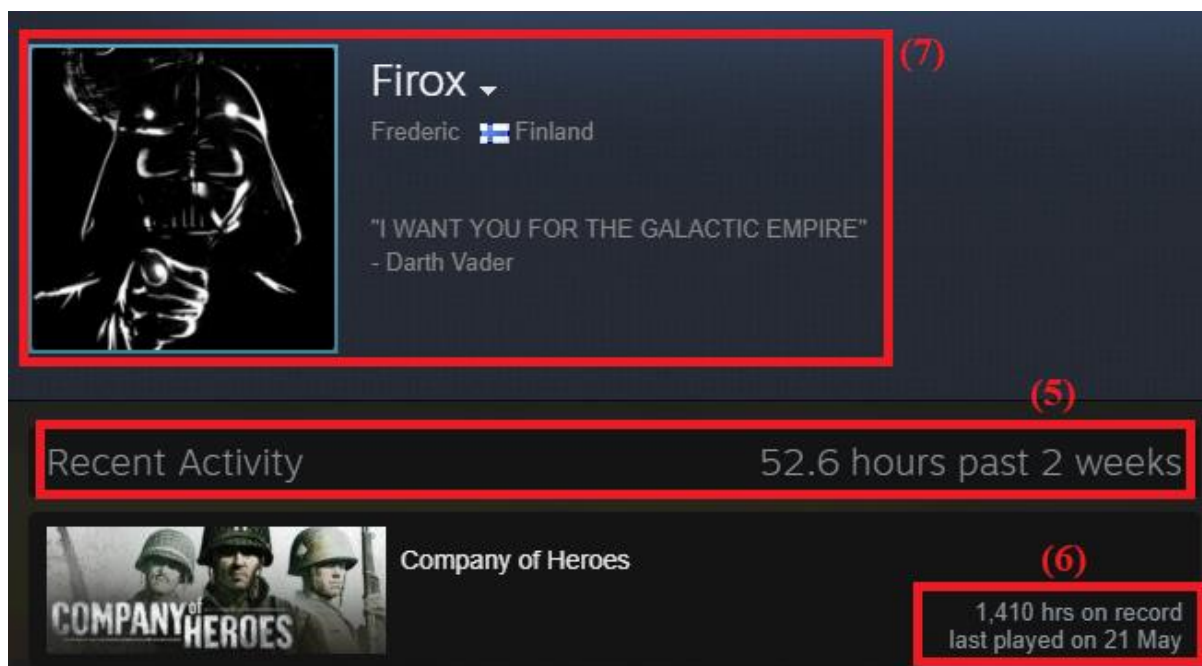 (7)
Firox
Frederic Finland
"I WANT YOU FOR THE GALACTIC EMPIRE"
- Darth Vader
(5)
Recent Activity 52.6 hours past 2 weeks
COMPANY of HEROES
Company of Heroes
(6)
1,410 hrs on record
last played on 21 May